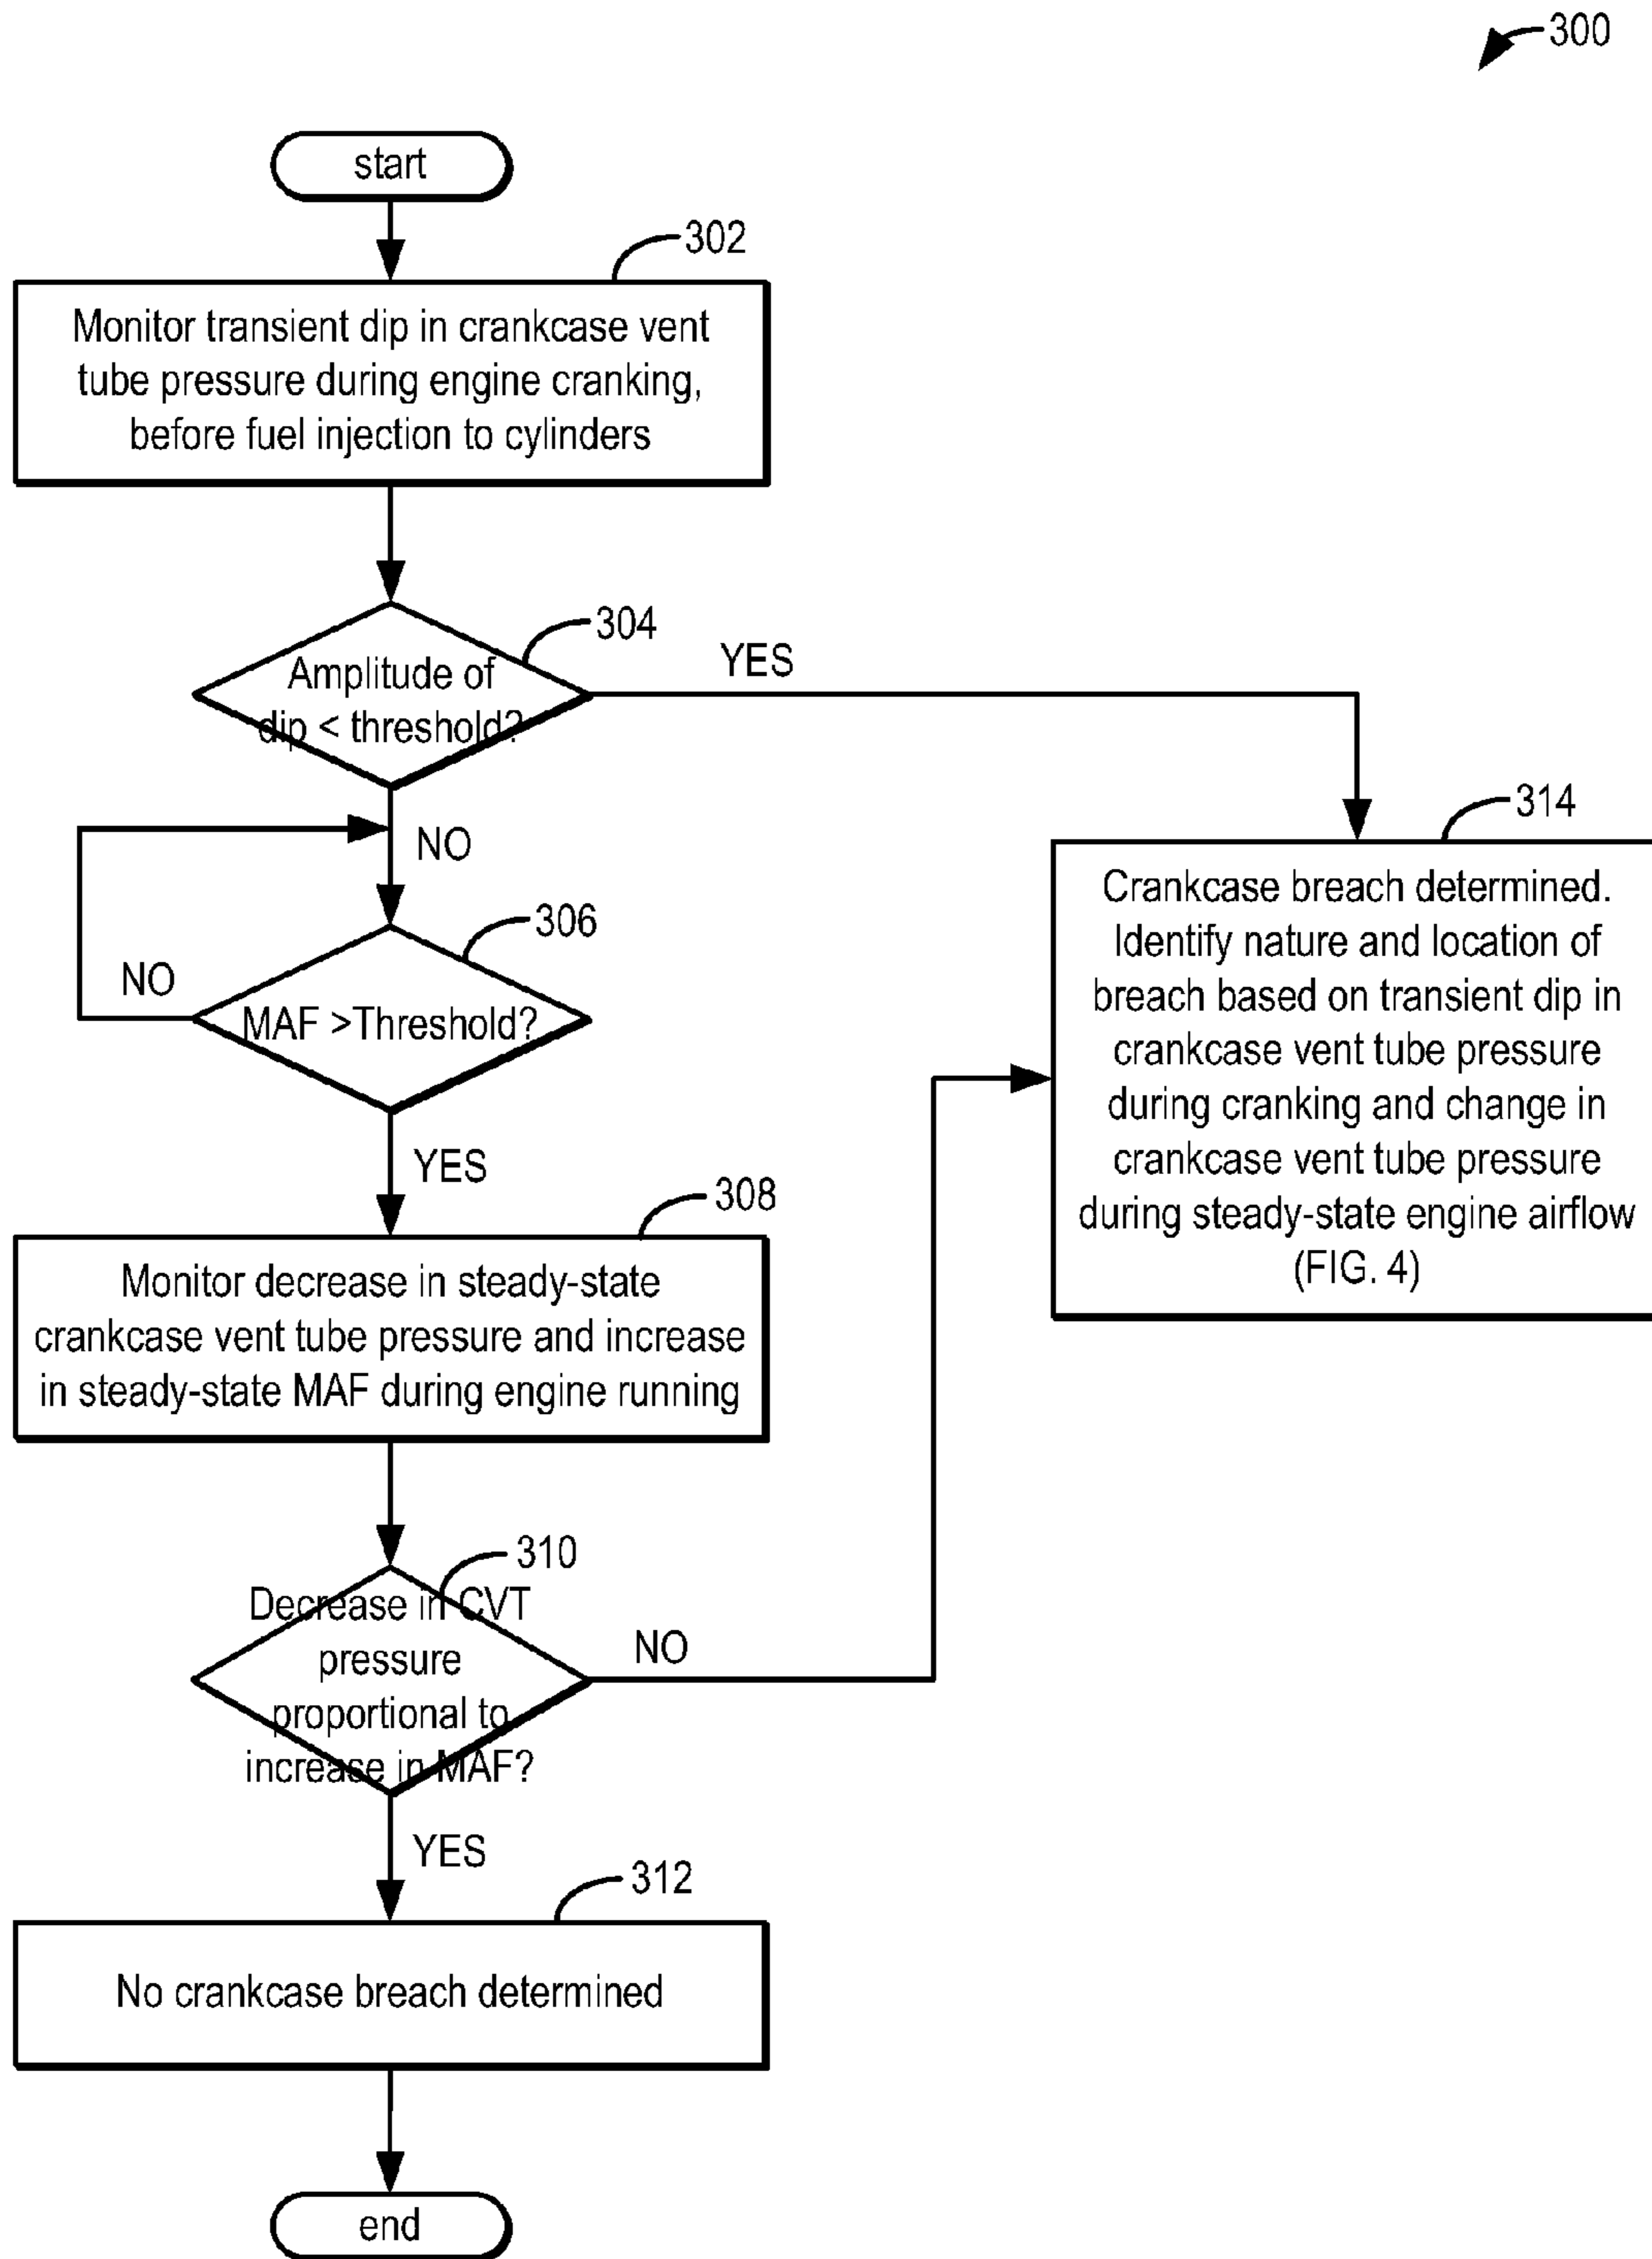 300
start
302
Monitor transient dip in crankcase vent
tube pressure during engine cranking,
before fuel injection to cylinders
304
Amplitude of
dip < threshold?
YES
NO
306
MAF >Threshold?
NO
YES
308
Monitor decrease in steady-state
crankcase vent tube pressure and increase
in steady-state MAF during engine running
310
Decrease in CVT
pressure
proportional to
increase in MAF?
NO
YES
312
No crankcase breach determined
end
314
Crankcase breach determined.
Identify nature and location of
breach based on transient dip in
crankcase vent tube pressure
during cranking and change in
crankcase vent tube pressure
during steady-state engine airflow
(FIG. 4)